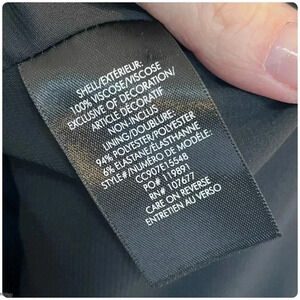 SHELL/EXTÉRIEUR:
100% VISCOSE/VISCOSE
EXCLUSIVE OF DECORATION/
ARTICLE DÉCORATIF
NON-INCLUS
LINING/DOUBLURE:
94% POLYESTER/POLYESTER
6% ELASTANE/ÉLASTHANNE
STYLE#/NUMÉRO DE MODÈLE:
CC907E15548
PO# 119891
RN# 107677
CARE ON REVERSE
ENTRETIEN AU VERSO